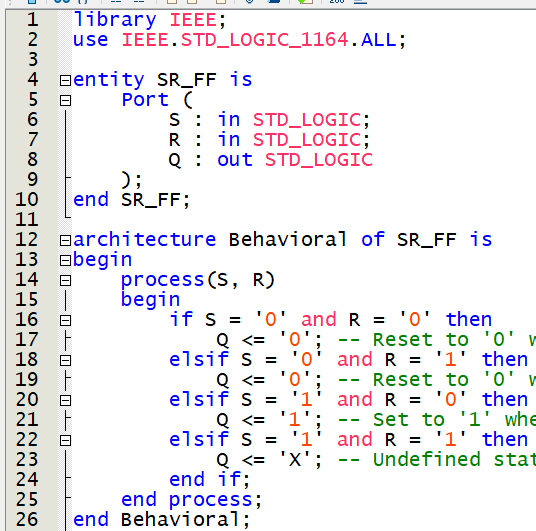 1 library IEEE;
2 use IEEE.STD_LOGIC_1164.ALL;
3
4 entity SR_FF is
5 Port (
6 S : in STD_LOGIC;
7 R : in STD_LOGIC;
8 Q : out STD_LOGIC
9 );
10 end SR_FF;
11
12 architecture Behavioral of SR_FF is
13 begin
14 process(S, R)
15 begin
16 if S = '0' and R = '0' then
17 Q <= '0'; -- Reset to '0'
18 elsif S = '0' and R = '1' then
19 Q <= '0'; -- Reset to '0'
20 elsif S = '1' and R = '0' then
21 Q <= '1'; -- Set to '1' whe
22 elsif S = '1' and R = '1' then
23 Q <= 'X'; -- Undefined stat
24 end if;
25 end process;
26 end Behavioral;